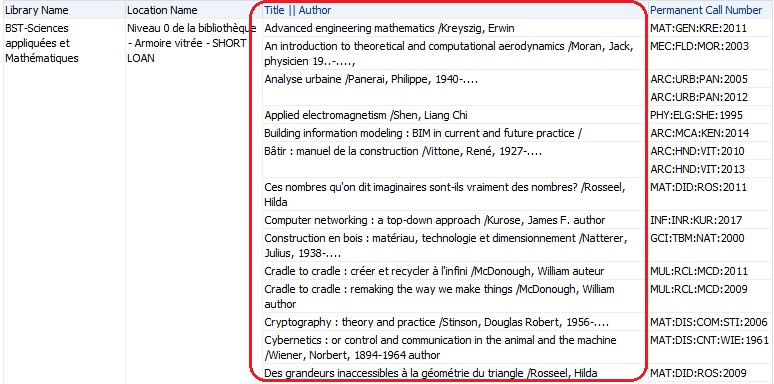 Library Name Location Name Title || Author Permanent Call Number
BST-Sciences appliquées et Mathématiques
Niveau 0 de la bibliothèque - Armoire vitrée - SHORT LOAN
Advanced engineering mathematics /Kreyszig, Erwin MAT:GEN:KRE:2011
An introduction to theoretical and computational aerodynamics /Moran, Jack, MEC:FLD:MOR:2003
physicien 19..-....,
Analyse urbaine /Panerai, Philippe, 1940-.... ARC:URB:PAN:2005
ARC:URB:PAN:2012
Applied electromagnetism /Shen, Liang Chi PHY:ELG:SHE:1995
Building information modeling : BIM in current and future practice / ARC:MCA:KEN:2014
Bâtir : manuel de la construction /Vittone, René, 1927-.... ARC:HND:VIT:2010
ARC:HND:VIT:2013
Ces nombres qu'on dit imaginaires sont-ils vraiment des nombres? /Rosseel, MAT:DID:ROS:2011
Hilda
Computer networking : a top-down approach /Kurose, James F. author INF:INR:KUR:2017
Construction en bois : matériau, technologie et dimensionnement /Natterer, GCI:TBM:NAT:2000
Julius, 1938-....
Cradle to cradle : créer et recycler à l'infini /McDonough, William auteur MUL:RCL:MCD:2011
Cradle to cradle : remaking the way we make things /McDonough, William MUL:RCL:MCD:2009
author
Cryptography : theory and practice /Stinson, Douglas Robert, 1956-.... MAT:DIS:COM:STI:2006
Cybernetics : or control and communication in the animal and the machine MAT:DIS:CNT:WIE:1961
/Wiener, Norbert, 1894-1964 author
Des grandeurs inaccessibles à la géométrie du triangle /Rosseel, Hilda MAT:DID:ROS:2009